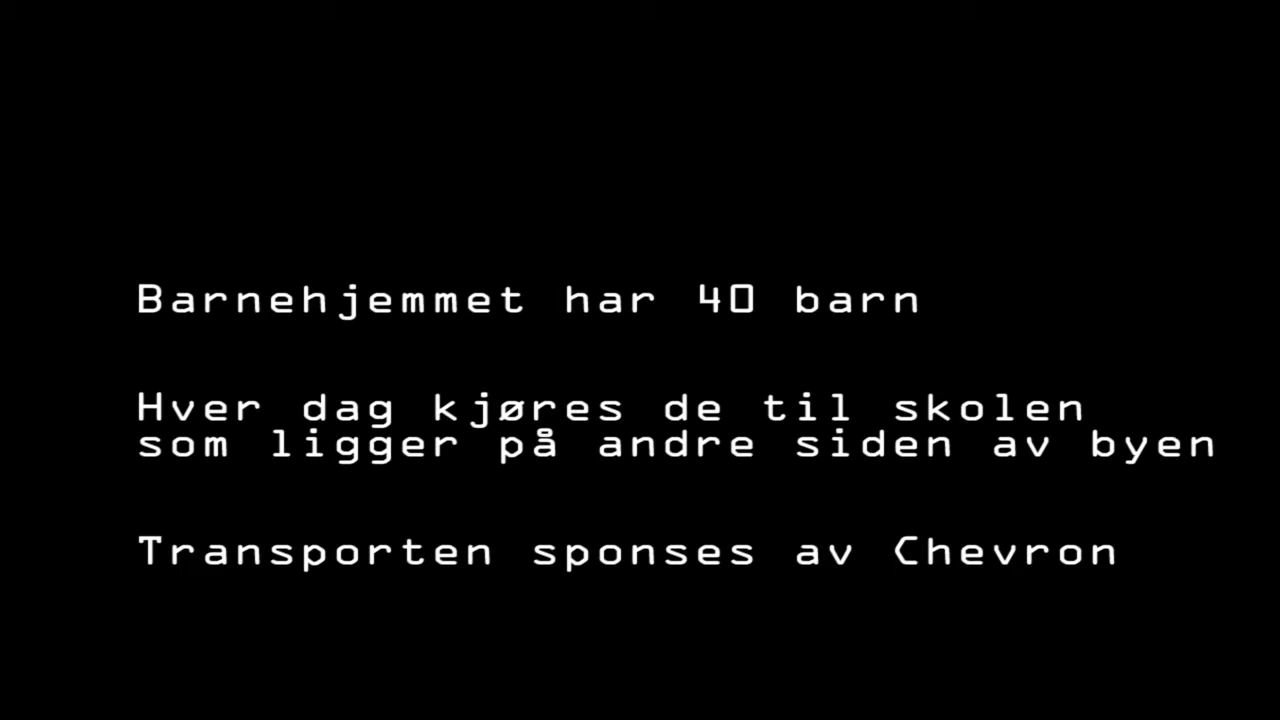 Barnehjemmet har 40 barn
Hver dag kjøres de til skolen
som ligger på andre siden av byen
Transporten sponses av Chevron